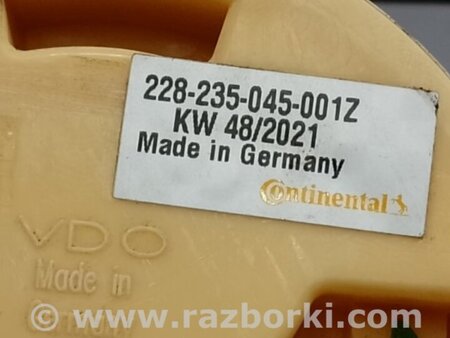 228-235-045-001Z
KW 48/2021
Made in Germany
Continental
VDO
Made in
© www.razborki.com